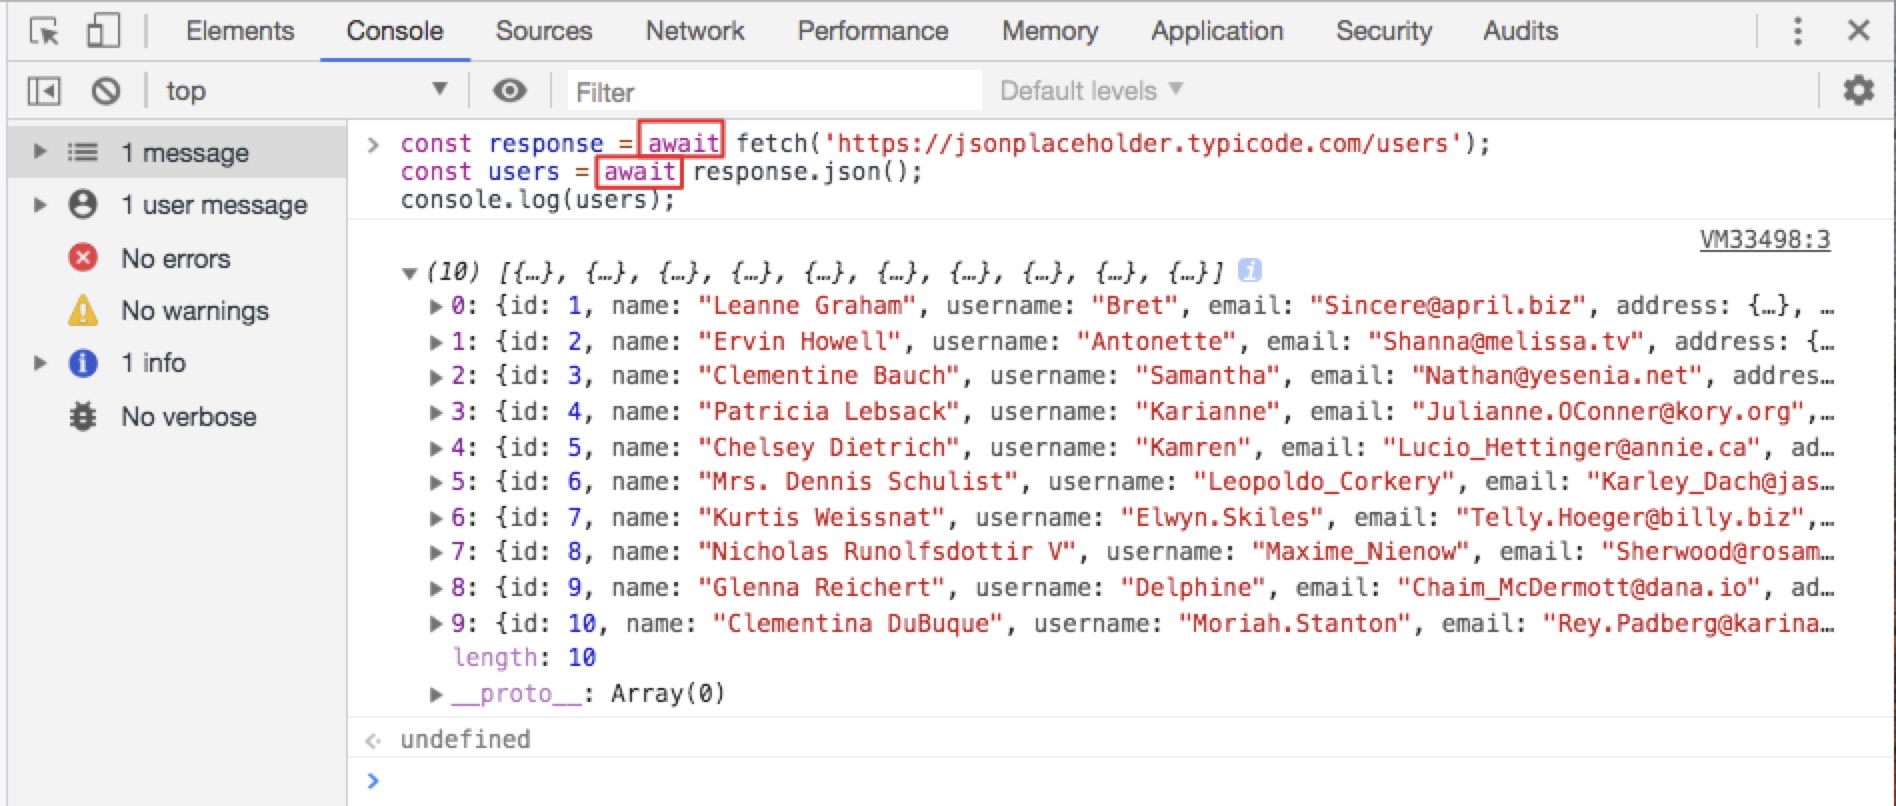 Elements Console Sources Network Performance Memory Application Security Audits
top Filter Default levels
1 message
1 user message
No errors
No warnings
1 info
No verbose
const response = await fetch('https://jsonplaceholder.typicode.com/users');
const users = await response.json();
console.log(users);
VM33498:3
(10) [{…}, {…}, {…}, {…}, {…}, {…}, {…}, {…}, {…}, {…}]
0: {id: 1, name: "Leanne Graham", username: "Bret", email: "Sincere@april.biz", address: {…}, …
1: {id: 2, name: "Ervin Howell", username: "Antonette", email: "Shanna@melissa.tv", address: {…
2: {id: 3, name: "Clementine Bauch", username: "Samantha", email: "Nathan@yesenia.net", addres…
3: {id: 4, name: "Patricia Lebsack", username: "Karianne", email: "Julianne.OConner@kory.org",…
4: {id: 5, name: "Chelsey Dietrich", username: "Kamren", email: "Lucio_Hettinger@annie.ca", ad…
5: {id: 6, name: "Mrs. Dennis Schulist", username: "Leopoldo_Corkery", email: "Karley_Dach@jas…
6: {id: 7, name: "Kurtis Weissnat", username: "Elwyn.Skiles", email: "Telly.Hoeger@billy.biz",…
7: {id: 8, name: "Nicholas Runolfsdottir V", username: "Maxime_Nienow", email: "Sherwood@rosam…
8: {id: 9, name: "Glenna Reichert", username: "Delphine", email: "Chaim_McDermott@dana.io", ad…
9: {id: 10, name: "Clementina DuBuque", username: "Moriah.Stanton", email: "Rey.Padberg@karina…
length: 10
__proto__: Array(0)
undefined